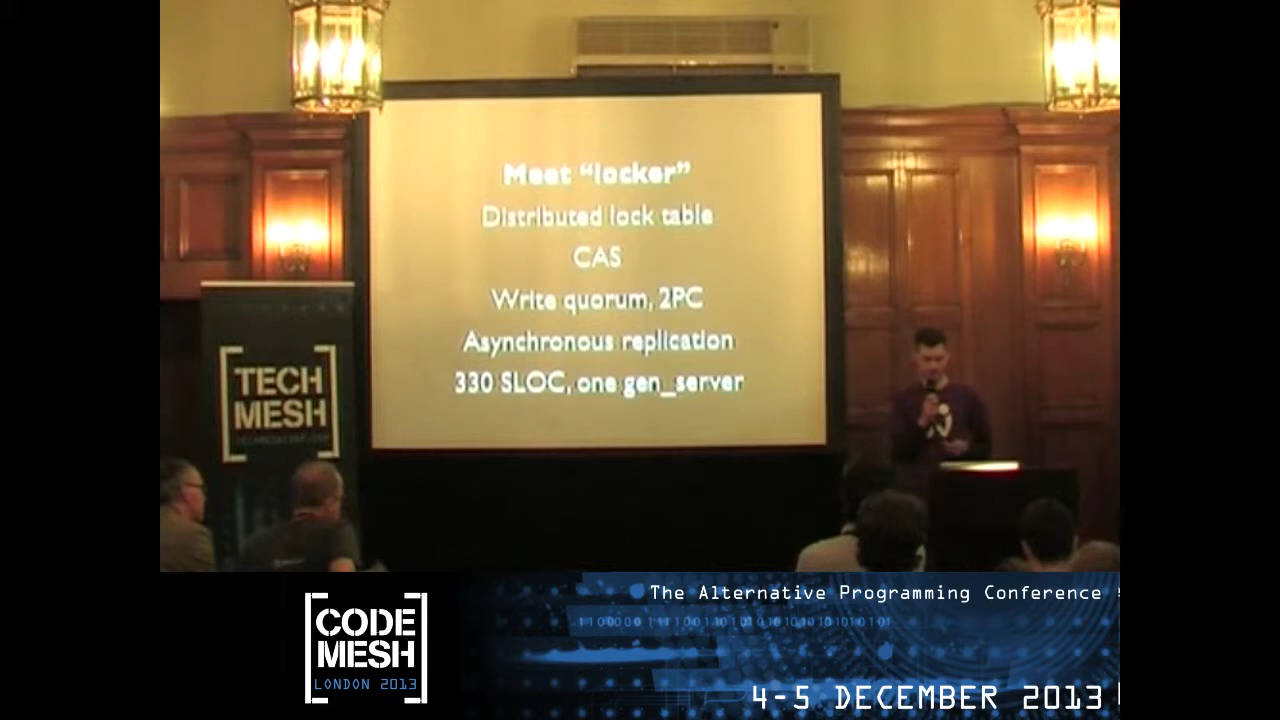 Meet “locker”
Distributed lock table
CAS
Write quorum, 2PC
Asynchronous replication
330 SLOC, one gen_server
TECH
MESH
CODE
MESH
LONDON 2013
The Alternative Programming Conference
4-5 DECEMBER 2013